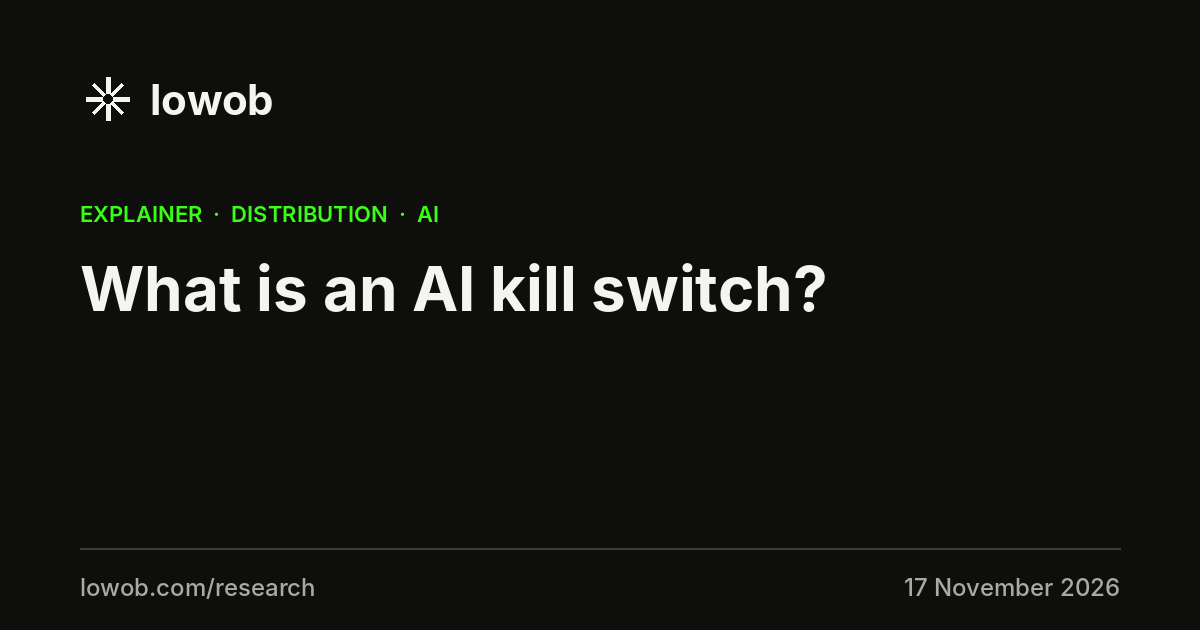 lowob
EXPLAINER · DISTRIBUTION · AI
What is an AI kill switch?
lowob.com/research
17 November 2026